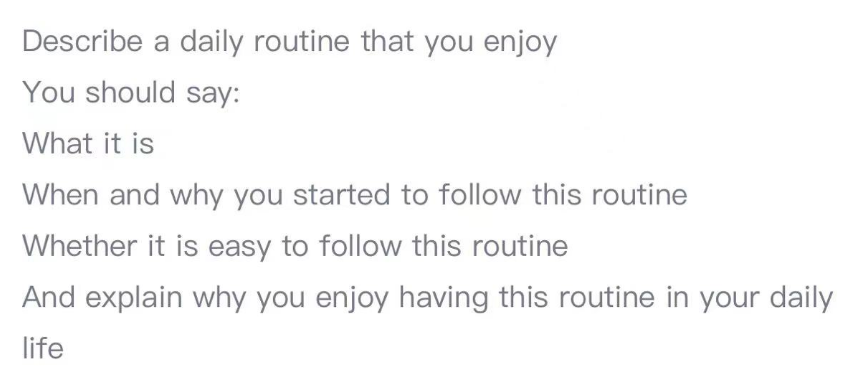 Describe a daily routine that you enjoy
You should say:
What it is
When and why you started to follow this routine
Whether it is easy to follow this routine
And explain why you enjoy having this routine in your daily
life